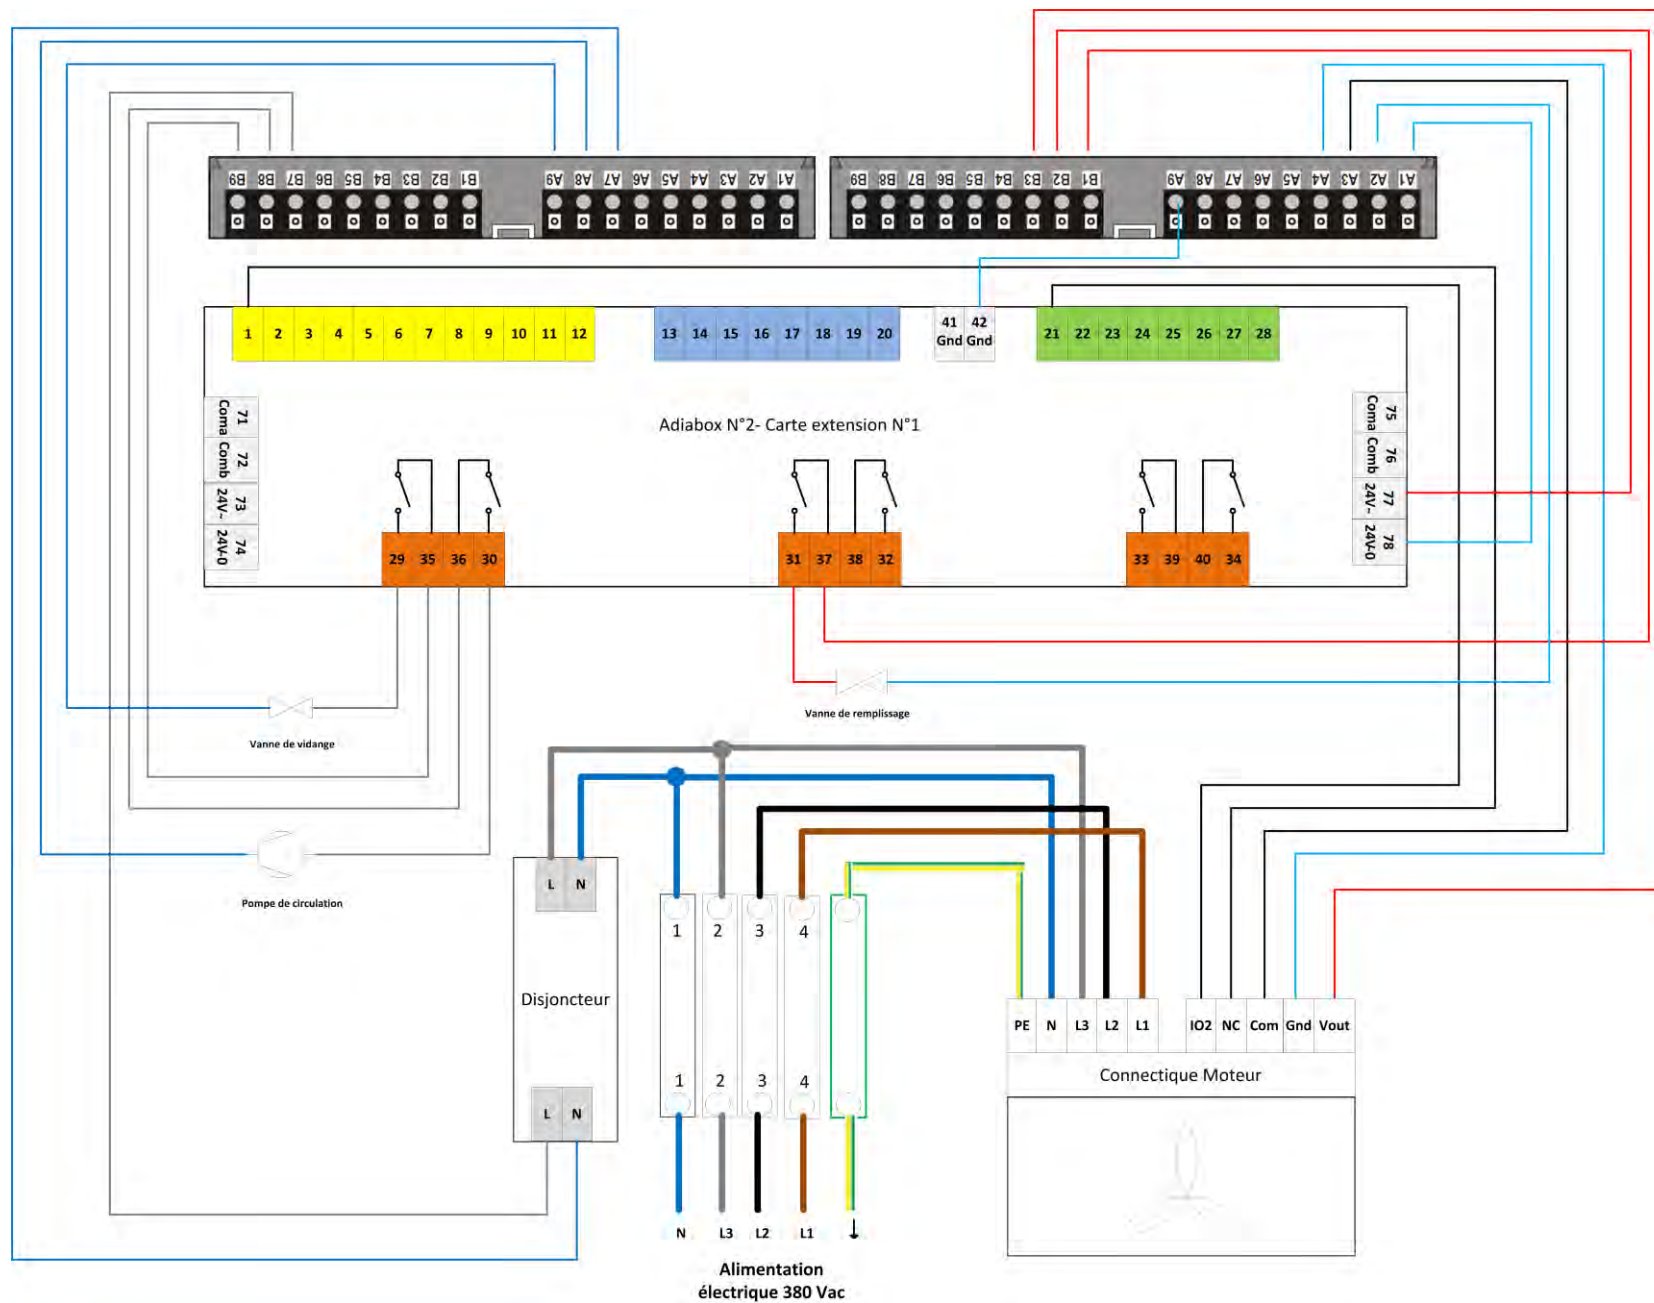 B9 B8 B7 B6 B5 B4 B3 B2 B1 A9 A8 A7 A6 A5 A4 A3 A2 A1
B9 B8 B7 B6 B5 B4 B3 B2 B1 A9 A8 A7 A6 A5 A4 A3 A2 A1
1 2 3 4 5 6 7 8 9 10 11 12
13 14 15 16 17 18 19 20
41 42
Gnd Gnd
21 22 23 24 25 26 27 28
71
Coma
72
Comb
73
24V~
74
24V-0
Adiabox N°2- Carte extension N°1
75
Coma
76
Comb
77
24V~
78
24V-0
29 35 36 30
31 37 38 32
33 39 40 34
Vanne de vidange
Vanne de remplissage
Pompe de circulation
L N
Disjoncteur
L N
1 2 3 4
1 2 3 4
N L3 L2 L1
Alimentation
électrique 380 Vac
PE N L3 L2 L1
IO2 NC Com Gnd Vout
Connectique Moteur